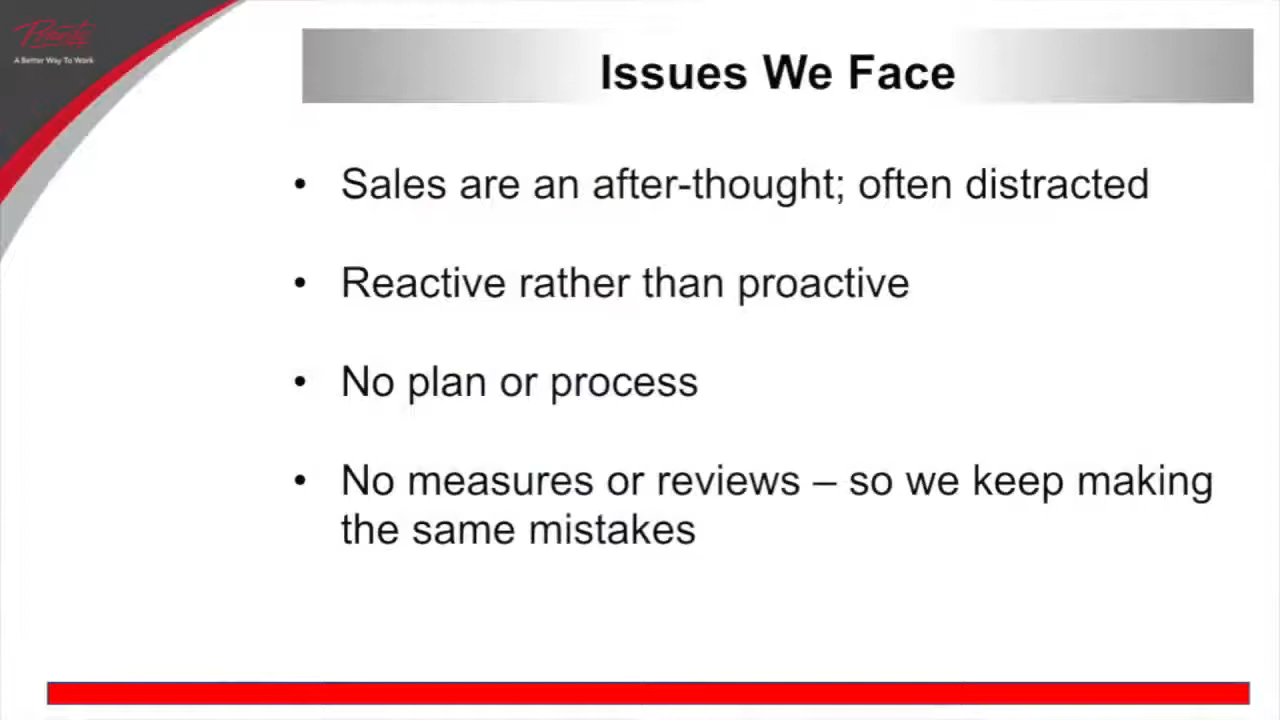 A Better Way To Work
Issues We Face
• Sales are an after-thought; often distracted
• Reactive rather than proactive
• No plan or process
• No measures or reviews – so we keep making
the same mistakes